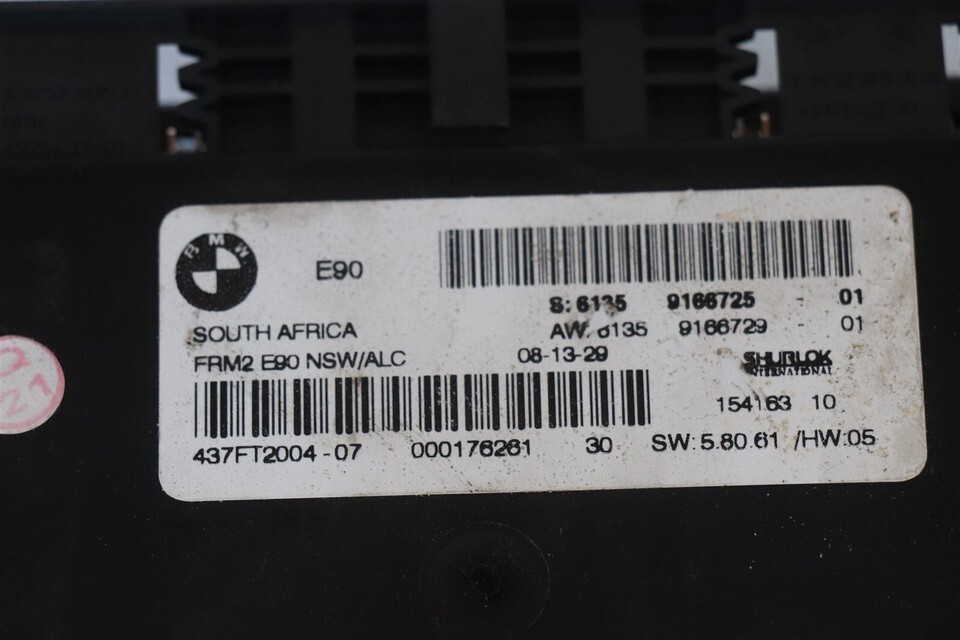 BMW
E90
S: 6135 9166725 - 01
SOUTH AFRICA AW: 6135 9166729 - 01
FRM2 E90 NSW/ALC 08-13-29
SHURLOK
INTERNATIONAL
154163 10
437FT2004-07 000176261 30 SW: 5.80.61 /HW:05
Q
21